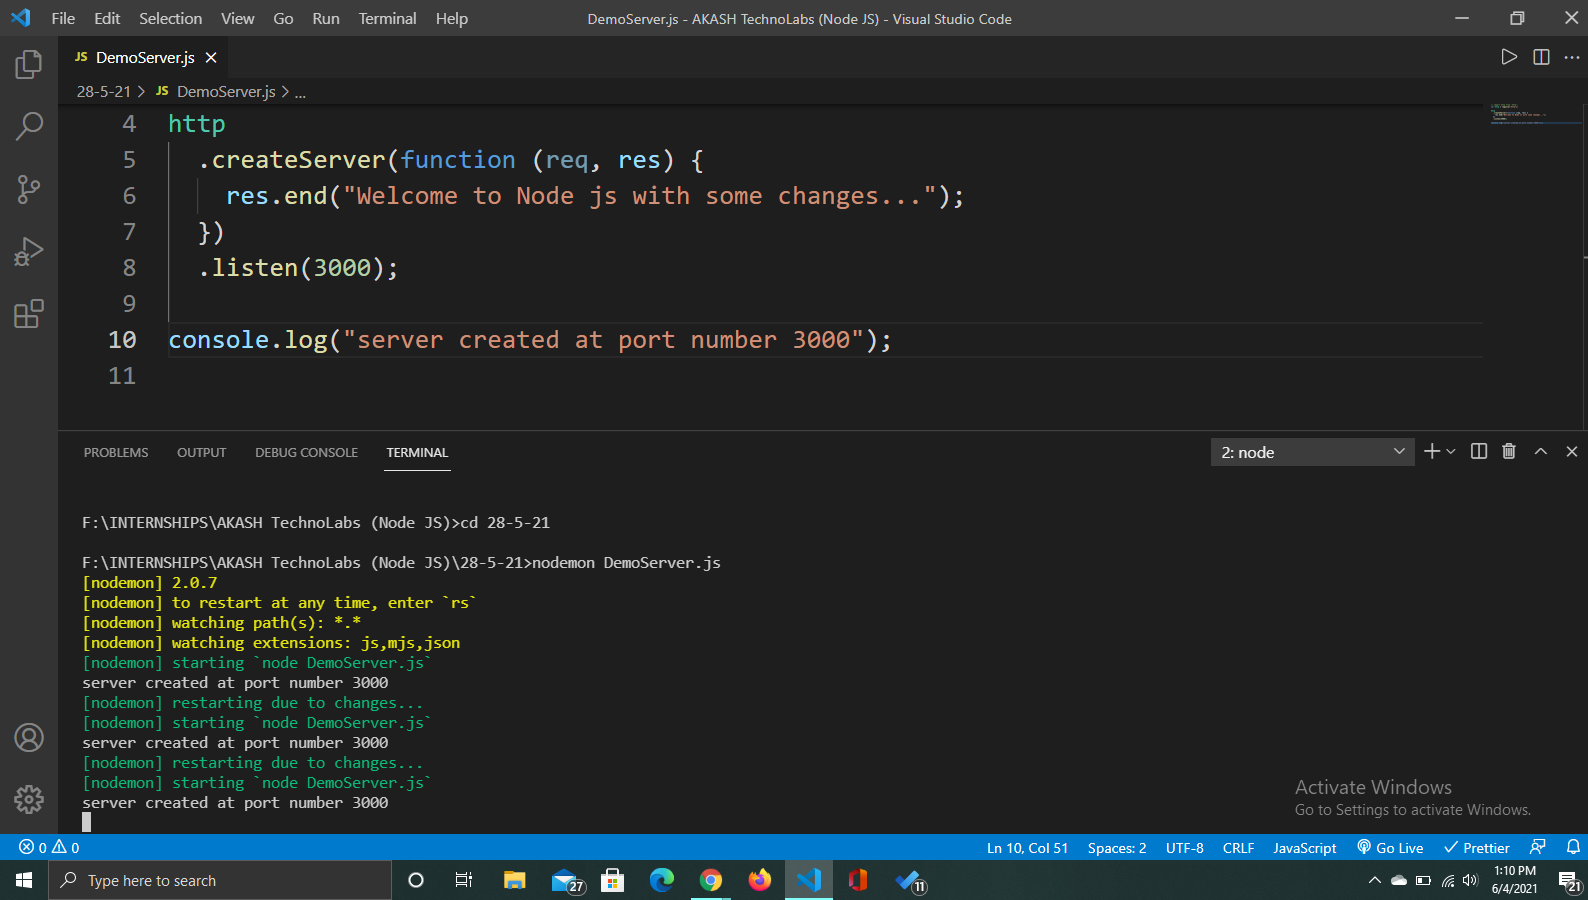 File Edit Selection View Go Run Terminal Help DemoServer.js - AKASH TechnoLabs (Node JS) - Visual Studio Code
JS DemoServer.js
28-5-21 > JS DemoServer.js > ...
4 http
5 .createServer(function (req, res) {
6 res.end("Welcome to Node js with some changes...");
7 })
8 .listen(3000);
9
10 console.log("server created at port number 3000");
11
PROBLEMS OUTPUT DEBUG CONSOLE TERMINAL 2: node
F:\INTERNSHIPS\AKASH TechnoLabs (Node JS)>cd 28-5-21
F:\INTERNSHIPS\AKASH TechnoLabs (Node JS)\28-5-21>nodemon DemoServer.js
[nodemon] 2.0.7
[nodemon] to restart at any time, enter `rs`
[nodemon] watching path(s): *.*
[nodemon] watching extensions: js,mjs,json
[nodemon] starting `node DemoServer.js`
server created at port number 3000
[nodemon] restarting due to changes...
[nodemon] starting `node DemoServer.js`
server created at port number 3000
[nodemon] restarting due to changes...
[nodemon] starting `node DemoServer.js`
server created at port number 3000
Activate Windows
Go to Settings to activate Windows.
0 0 Ln 10, Col 51 Spaces: 2 UTF-8 CRLF JavaScript Go Live Prettier
Type here to search 27 11 1:10 PM
6/4/2021 21